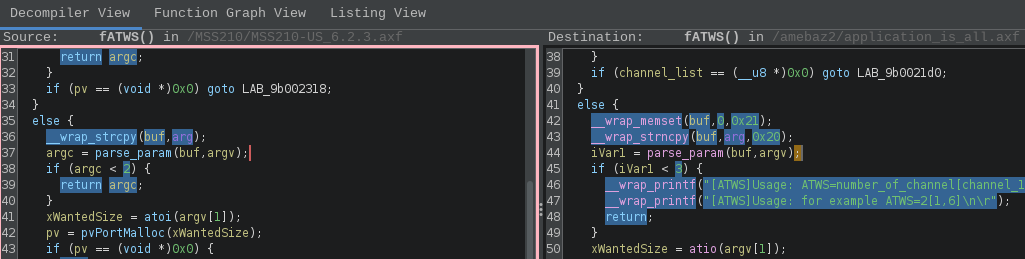 Decompiler View Function Graph View Listing View
Source: fATWS() in /MSS210/MSS210-US_6.2.3.axf
Destination: fATWS() in /amebaz2/application_is_all.axf
31 return argc;
32 }
33 if (pv == (void *)0x0) goto LAB_9b002318;
34 }
35 else {
36 __wrap_strcpy(buf,arg);
37 argc = parse_param(buf,argv);
38 if (argc < 2) {
39 return argc;
40 }
41 xWantedSize = atoi(argv[1]);
42 pv = pvPortMalloc(xWantedSize);
43 if (pv == (void *)0x0) {
38 }
39 if (channel_list == (__u8 *)0x0) goto LAB_9b0021d0;
40 }
41 else {
42 __wrap_memset(buf,0,0x21);
43 __wrap_strncpy(buf,arg,0x20);
44 iVar1 = parse_param(buf,argv);
45 if (iVar1 < 3) {
46 __wrap_printf("[ATWS]Usage: ATWS=number_of_channel[channel_1
47 __wrap_printf("[ATWS]Usage: for example ATWS=2[1,6]\n\r");
48 return;
49 }
50 xWantedSize = atio(argv[1]);